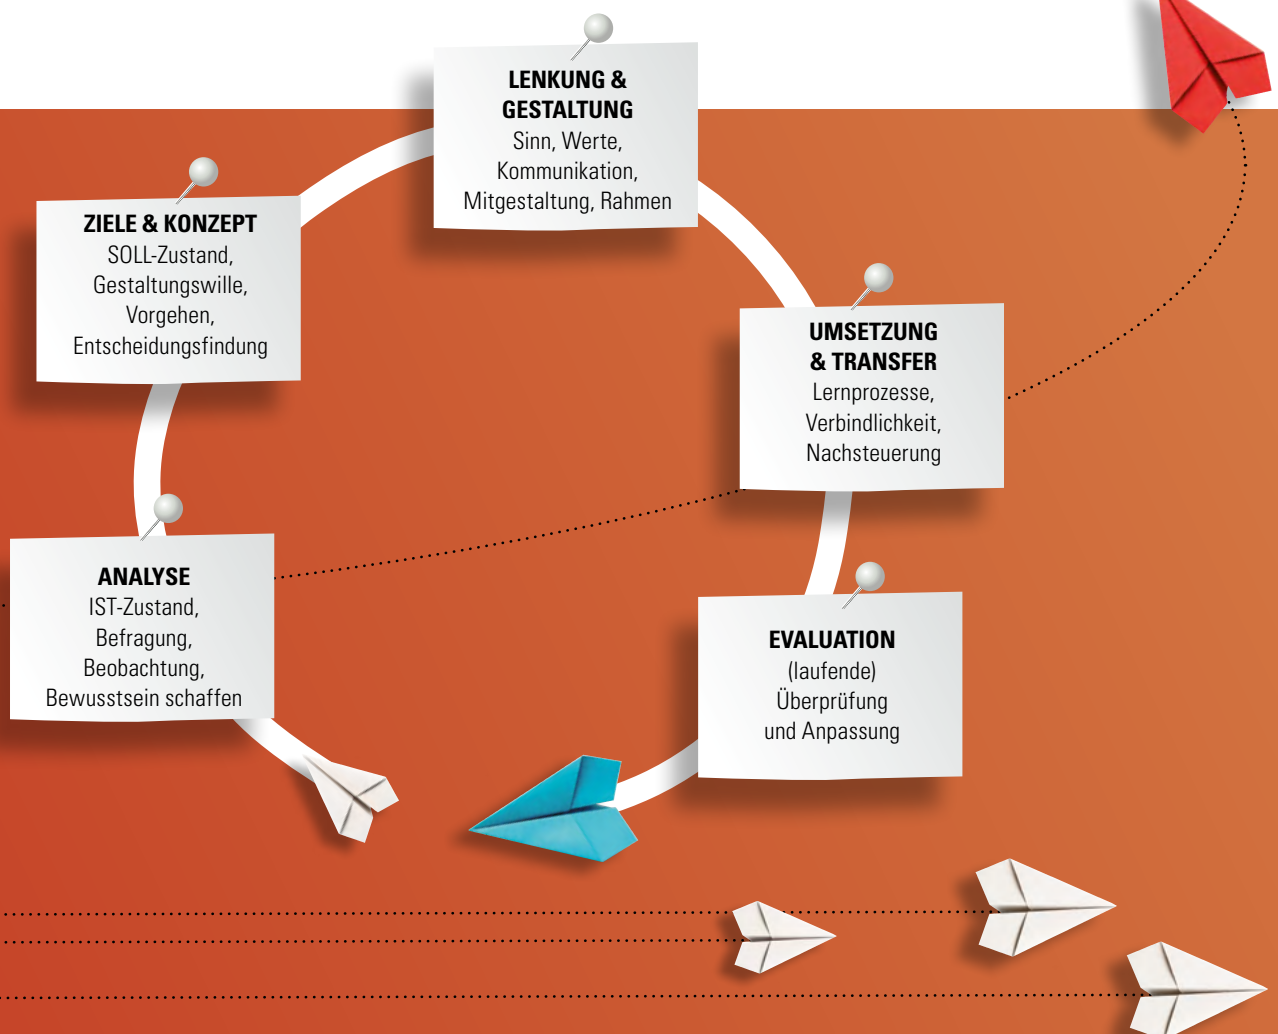 LENKUNG &
GESTALTUNG
Sinn, Werte,
Kommunikation,
Mitgestaltung, Rahmen
ZIELE & KONZEPT
SOLL-Zustand,
Gestaltungswille,
Vorgehen,
Entscheidungsfindung
UMSETZUNG
& TRANSFER
Lernprozesse,
Verbindlichkeit,
Nachsteuerung
ANALYSE
IST-Zustand,
Befragung,
Beobachtung,
Bewusstsein schaffen
EVALUATION
(laufende)
Überprüfung
und Anpassung